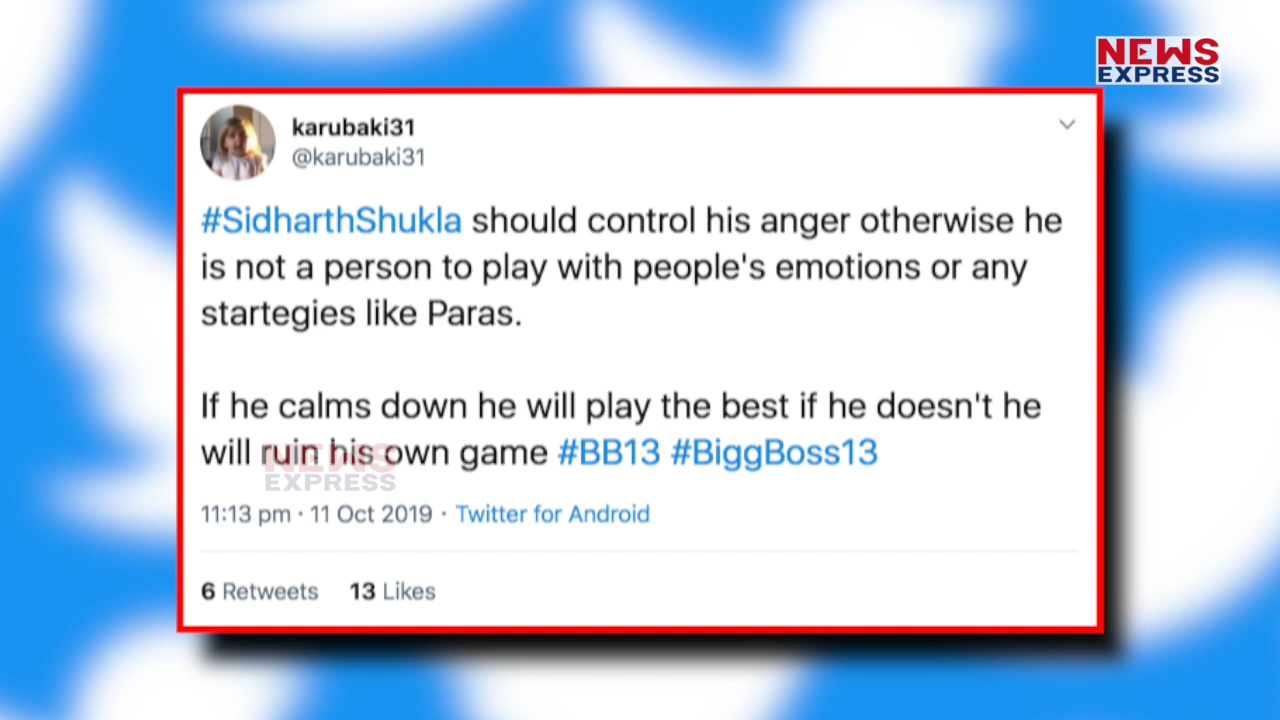 NEWS
EXPRESS
karubaki31
@karubaki31
#SidharthShukla should control his anger otherwise he
is not a person to play with people's emotions or any
startegies like Paras.
If he calms down he will play the best if he doesn't he
will ruin his own game #BB13 #BiggBoss13
NEWS
EXPRESS
11:13 pm · 11 Oct 2019 · Twitter for Android
6 Retweets 13 Likes